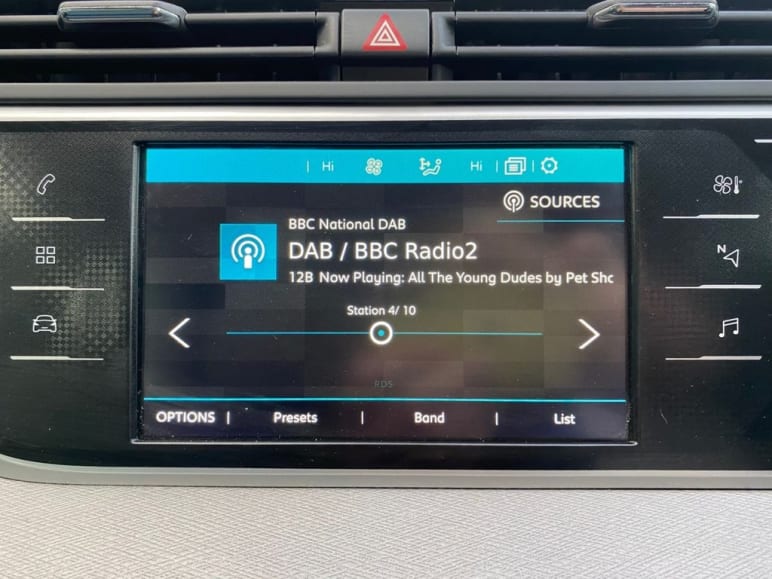 Hi Hi
SOURCES
BBC National DAB
DAB / BBC Radio2
12B Now Playing: All The Young Dudes by Pet Sho
Station 4/ 10
RDS
OPTIONS | Presets | Band | List
N